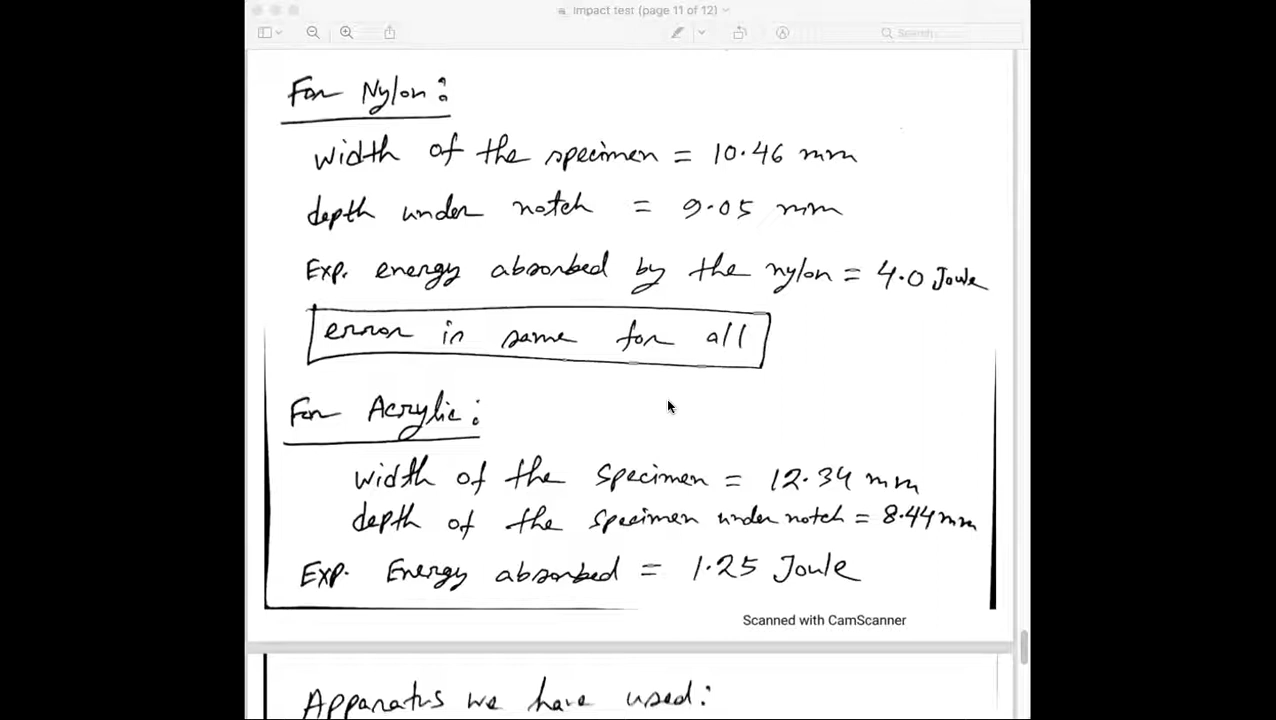 impact test (page 11 of 12)
Search
For Nylon:
width of the specimen = 10.46 mm
depth under notch = 9.05 mm
Exp. energy absorbed by the nylon = 4.0 Joule
error is same for all
For Acrylic:
width of the specimen = 12.34 mm
depth of the specimen under notch = 8.44 mm
Exp. Energy absorbed = 1.25 Joule
Scanned with CamScanner
Apparatus we have used: